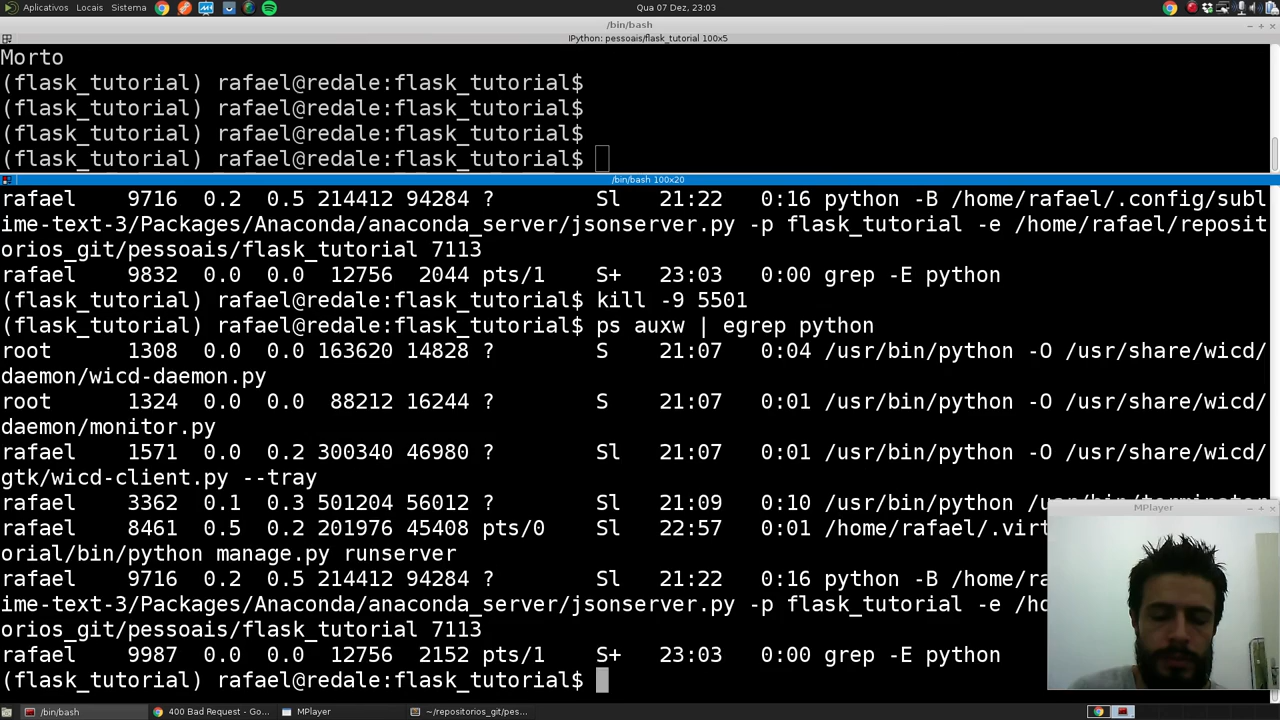 Aplicativos Locais Sistema Qua 07 Dez, 23:03
/bin/bash
IPython: pessoais/flask_tutorial 100x5
Morto
(flask_tutorial) rafael@redale:flask_tutorial$
(flask_tutorial) rafael@redale:flask_tutorial$
(flask_tutorial) rafael@redale:flask_tutorial$
(flask_tutorial) rafael@redale:flask_tutorial$
/bin/bash 100x20
rafael 9716 0.2 0.5 214412 94284 ? Sl 21:22 0:16 python -B /home/rafael/.config/subl
ime-text-3/Packages/Anaconda/anaconda_server/jsonserver.py -p flask_tutorial -e /home/rafael/reposit
orios_git/pessoais/flask_tutorial 7113
rafael 9832 0.0 0.0 12756 2044 pts/1 S+ 23:03 0:00 grep -E python
(flask_tutorial) rafael@redale:flask_tutorial$ kill -9 5501
(flask_tutorial) rafael@redale:flask_tutorial$ ps auxw | egrep python
root 1308 0.0 0.0 163620 14828 ? S 21:07 0:04 /usr/bin/python -O /usr/share/wicd/
daemon/wicd-daemon.py
root 1324 0.0 0.0 88212 16244 ? S 21:07 0:01 /usr/bin/python -O /usr/share/wicd/
daemon/monitor.py
rafael 1571 0.0 0.2 300340 46980 ? Sl 21:07 0:01 /usr/bin/python -O /usr/share/wicd/
gtk/wicd-client.py --tray
rafael 3362 0.1 0.3 501204 56012 ? Sl 21:09 0:10 /usr/bin/python /usr/bin/terminator
MPlayer
rafael 8461 0.5 0.2 201976 45408 pts/0 Sl 22:57 0:01 /home/rafael/.virt
orial/bin/python manage.py runserver
rafael 9716 0.2 0.5 214412 94284 ? Sl 21:22 0:16 python -B /home/ra
ime-text-3/Packages/Anaconda/anaconda_server/jsonserver.py -p flask_tutorial -e /ho
orios_git/pessoais/flask_tutorial 7113
rafael 9987 0.0 0.0 12756 2152 pts/1 S+ 23:03 0:00 grep -E python
(flask_tutorial) rafael@redale:flask_tutorial$
/bin/bash 400 Bad Request - Go... MPlayer ~/repositorios_git/pes...